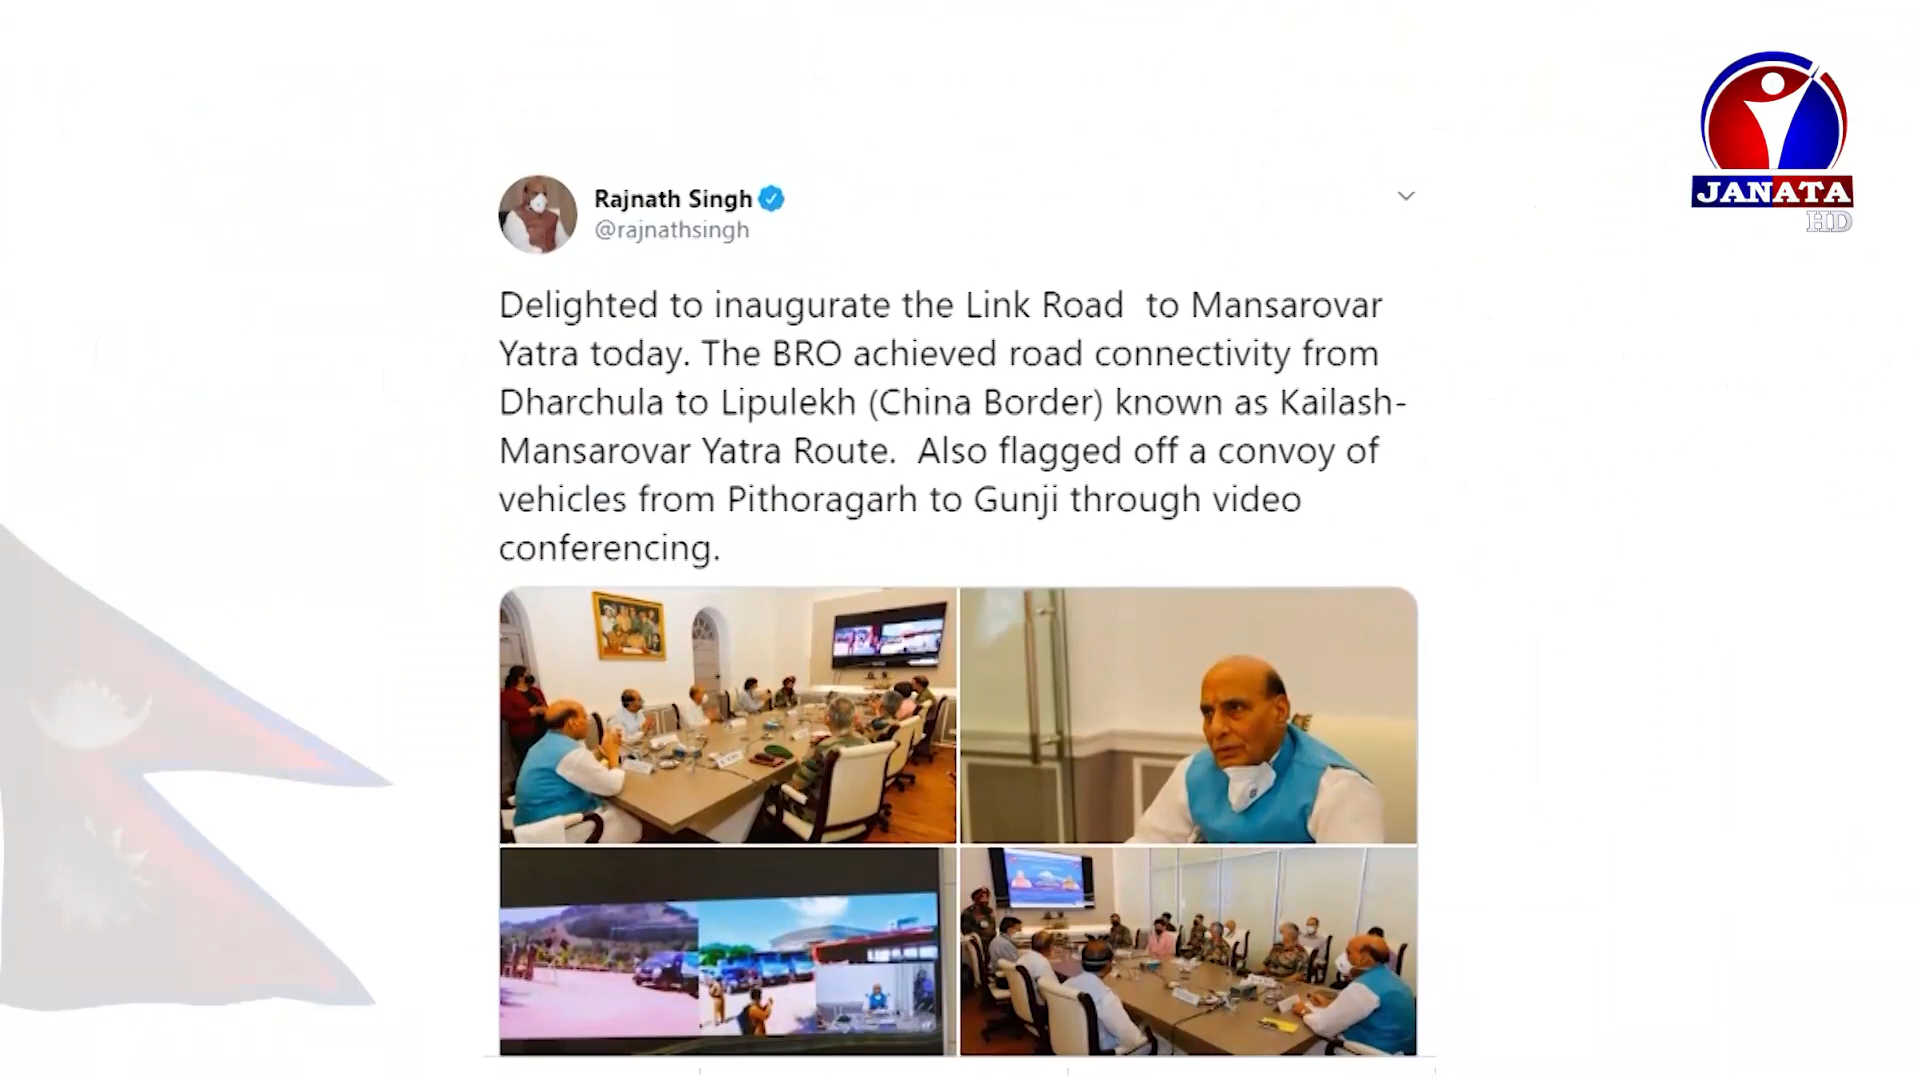 JANATA
HD
Rajnath Singh
@rajnathsingh
Delighted to inaugurate the Link Road to Mansarovar
Yatra today. The BRO achieved road connectivity from
Dharchula to Lipulekh (China Border) known as Kailash-
Mansarovar Yatra Route. Also flagged off a convoy of
vehicles from Pithoragarh to Gunji through video
conferencing.